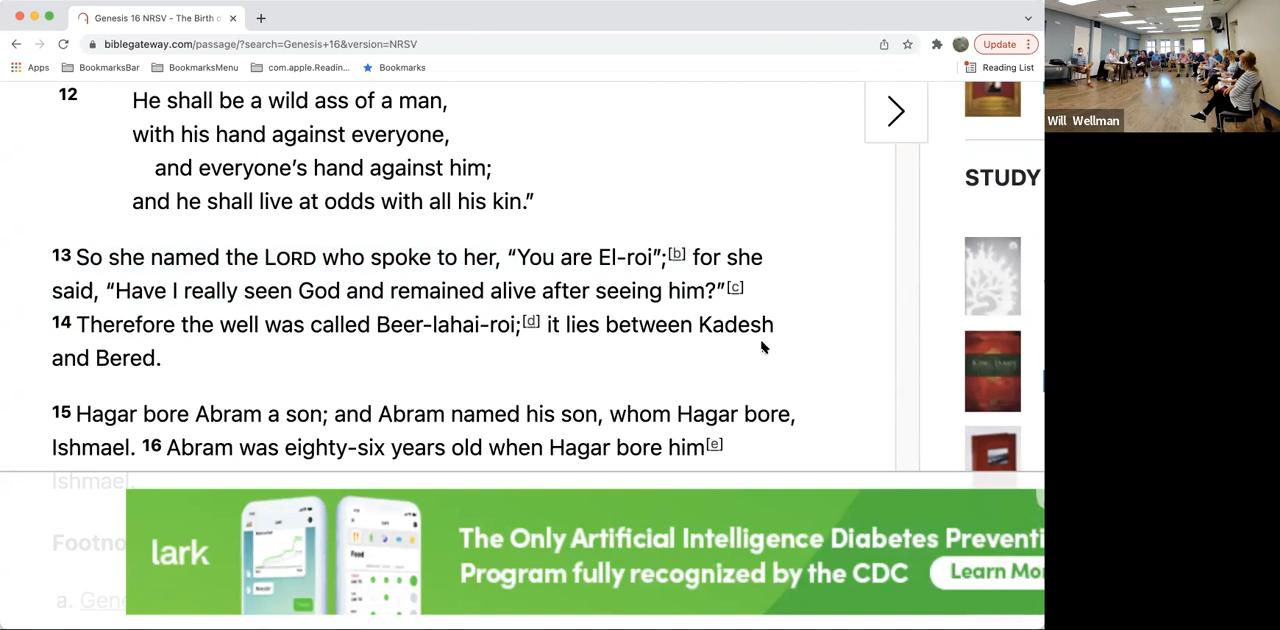 Genesis 16 NRSV - The Birth o
biblegateway.com/passage/?search=Genesis+16&version=NRSV
Update
Apps
BookmarksBar
BookmarksMenu
com.apple.Readin...
Bookmarks
Reading List
Will Wellman
12 He shall be a wild ass of a man,
with his hand against everyone,
and everyone’s hand against him;
and he shall live at odds with all his kin.”
13 So she named the LORD who spoke to her, “You are El-roi”;[b] for she
said, “Have I really seen God and remained alive after seeing him?”[c]
14 Therefore the well was called Beer-lahai-roi;[d] it lies between Kadesh
and Bered.
15 Hagar bore Abram a son; and Abram named his son, whom Hagar bore,
Ishmael. 16 Abram was eighty-six years old when Hagar bore him[e]
Ishmael.
Footno
a. Gene
STUDY
KING JAMES
lark
Food
The Only Artificial Intelligence Diabetes Preventi
Program fully recognized by the CDC
Learn Mo